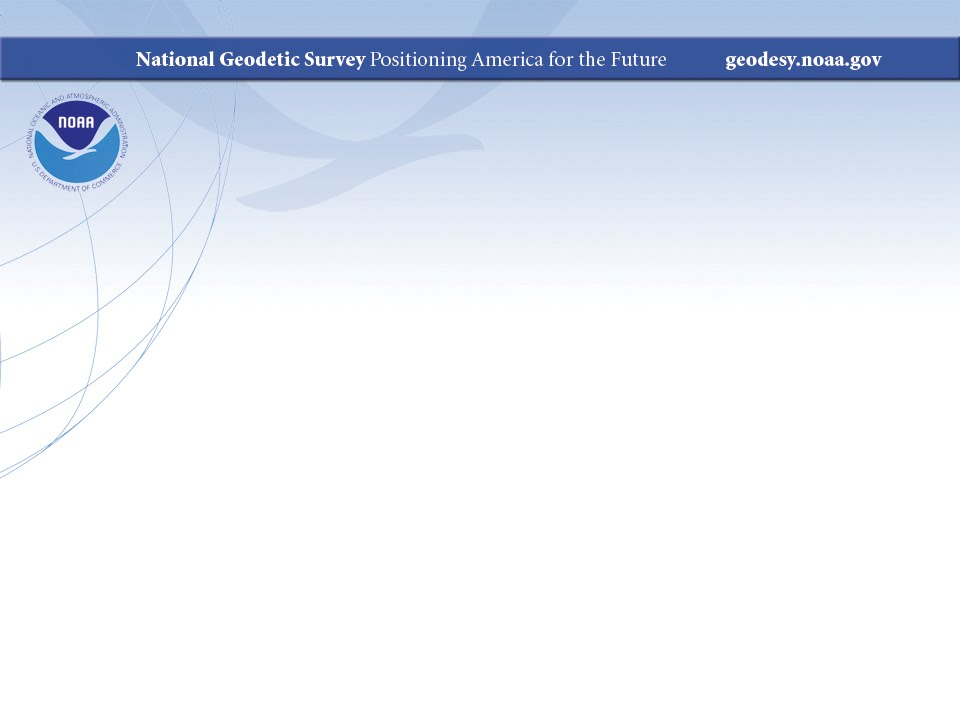 National Geodetic Survey Positioning America for the Future geodesy.noaa.gov
NATIONAL OCEANIC AND ATMOSPHERIC ADMINISTRATION
NOAA
U.S. DEPARTMENT OF COMMERCE